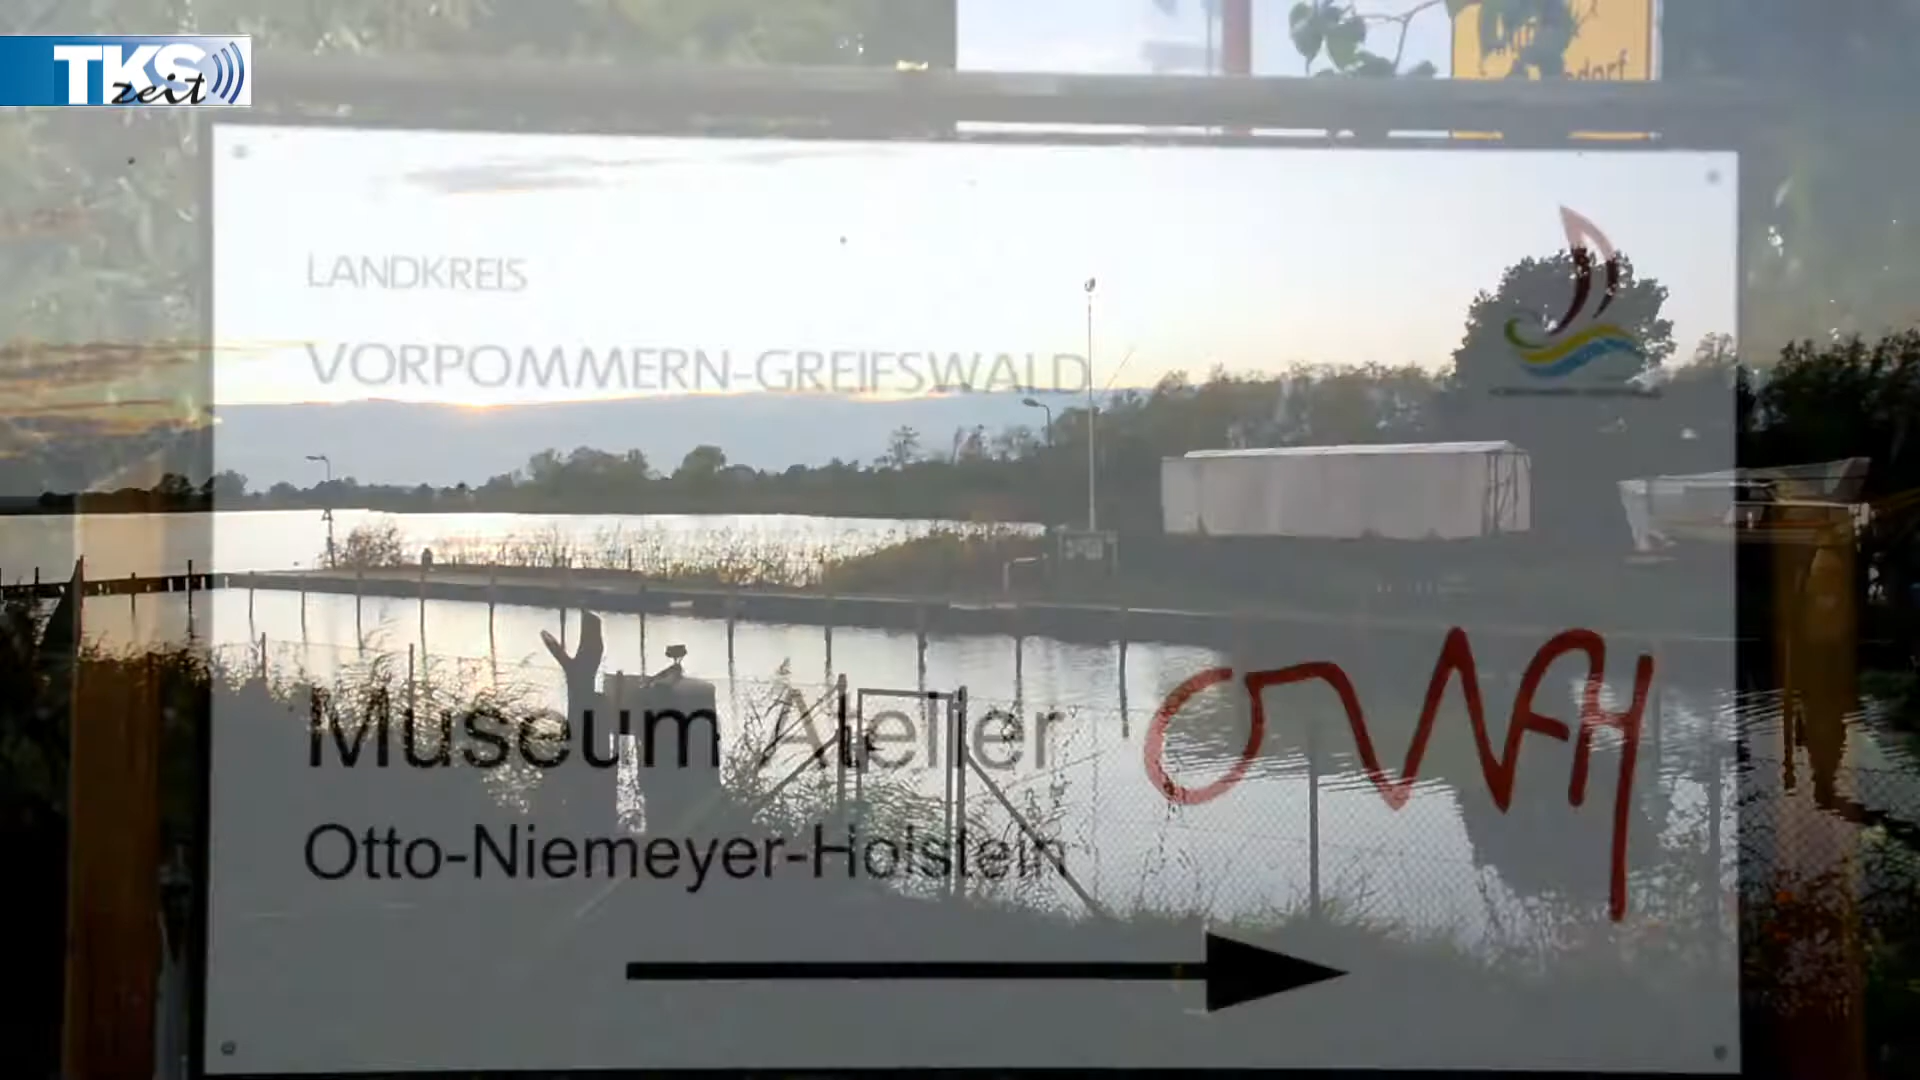 TKS
zeit
LANDKREIS
VORPOMMERN-GREIFSWALD
Museum Atelier
Otto-Niemeyer-Holstein